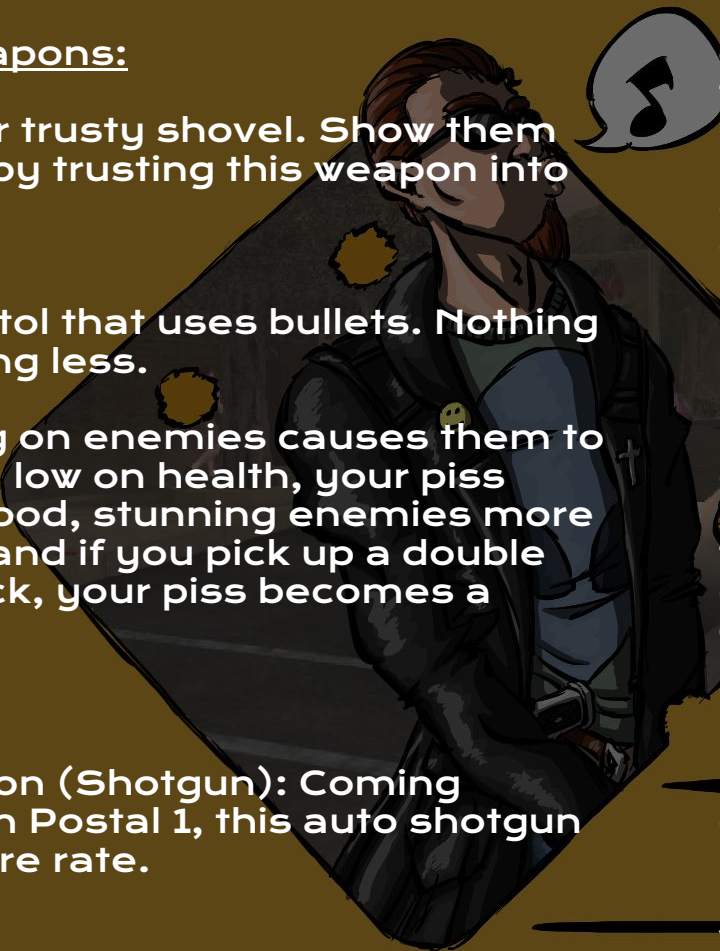 apons:
r trusty shovel. Show them
by trusting this weapon into
tol that uses bullets. Nothing
ng less.
g on enemies causes them to
low on health, your piss
ood, stunning enemies more
and if you pick up a double
ck, your piss becomes a
on (Shotgun): Coming
n Postal 1, this auto shotgun
re rate.